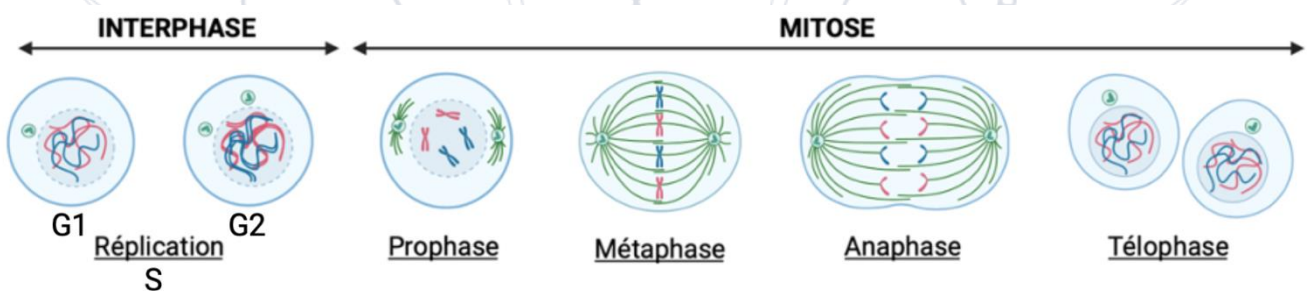 INTERPHASE
MITOSE
G1
G2
Réplication
S
Prophase
Métaphase
Anaphase
Télophase